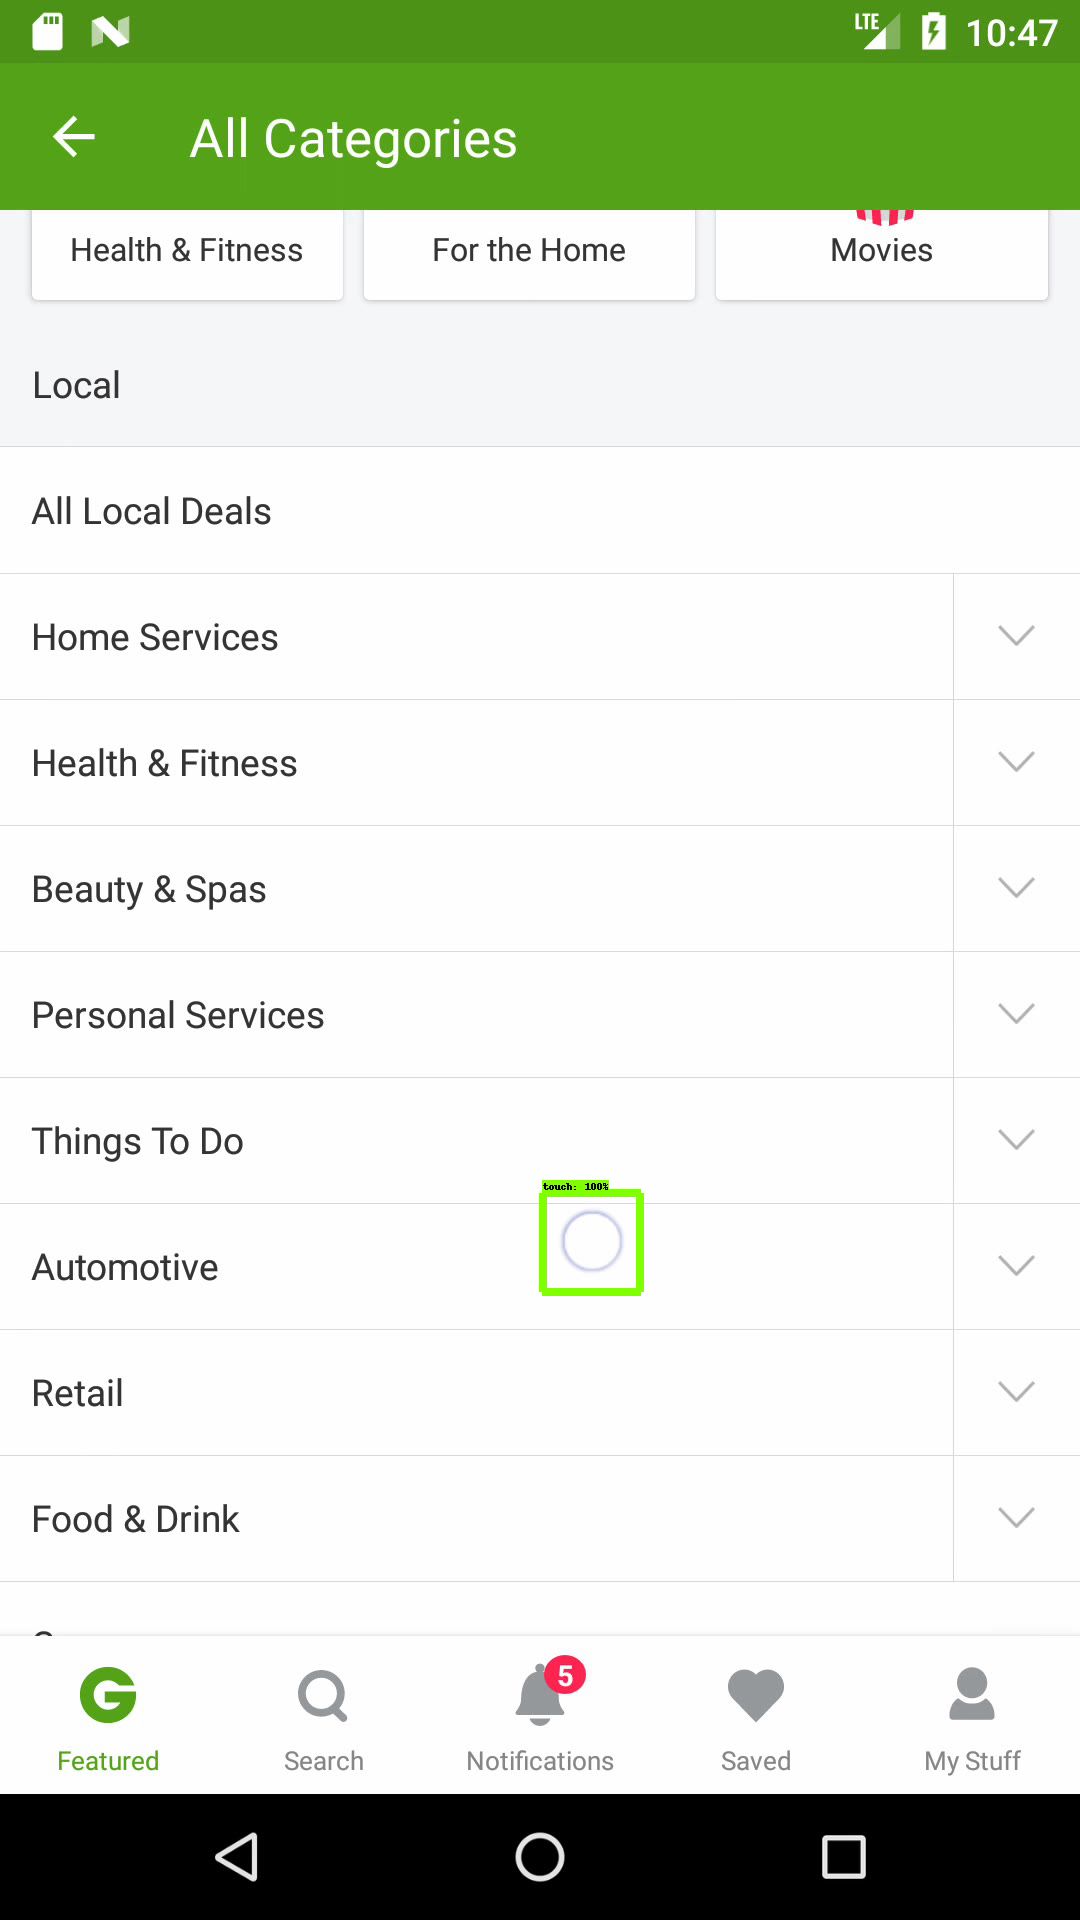 LTE 10:47
All Categories
Health & Fitness
For the Home
Movies
Local
All Local Deals
Home Services
Health & Fitness
Beauty & Spas
Personal Services
Things To Do
touch: 100%
Automotive
Retail
Food & Drink
5
Featured
Search
Notifications
Saved
My Stuff